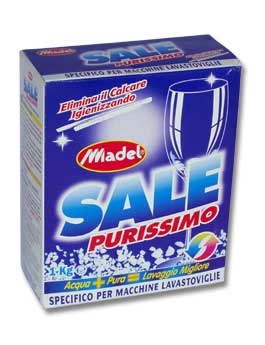 SALE
SPECIFICO PER MACCHINE LAVASTOVIGLIE
Elimina il Calcare
Igienizzando
Madel
SALE
PURISSIMO
1 Kg e
Acqua + Pura = Lavaggio Migliore
SPECIFICO PER MACCHINE LAVASTOVIGLIE